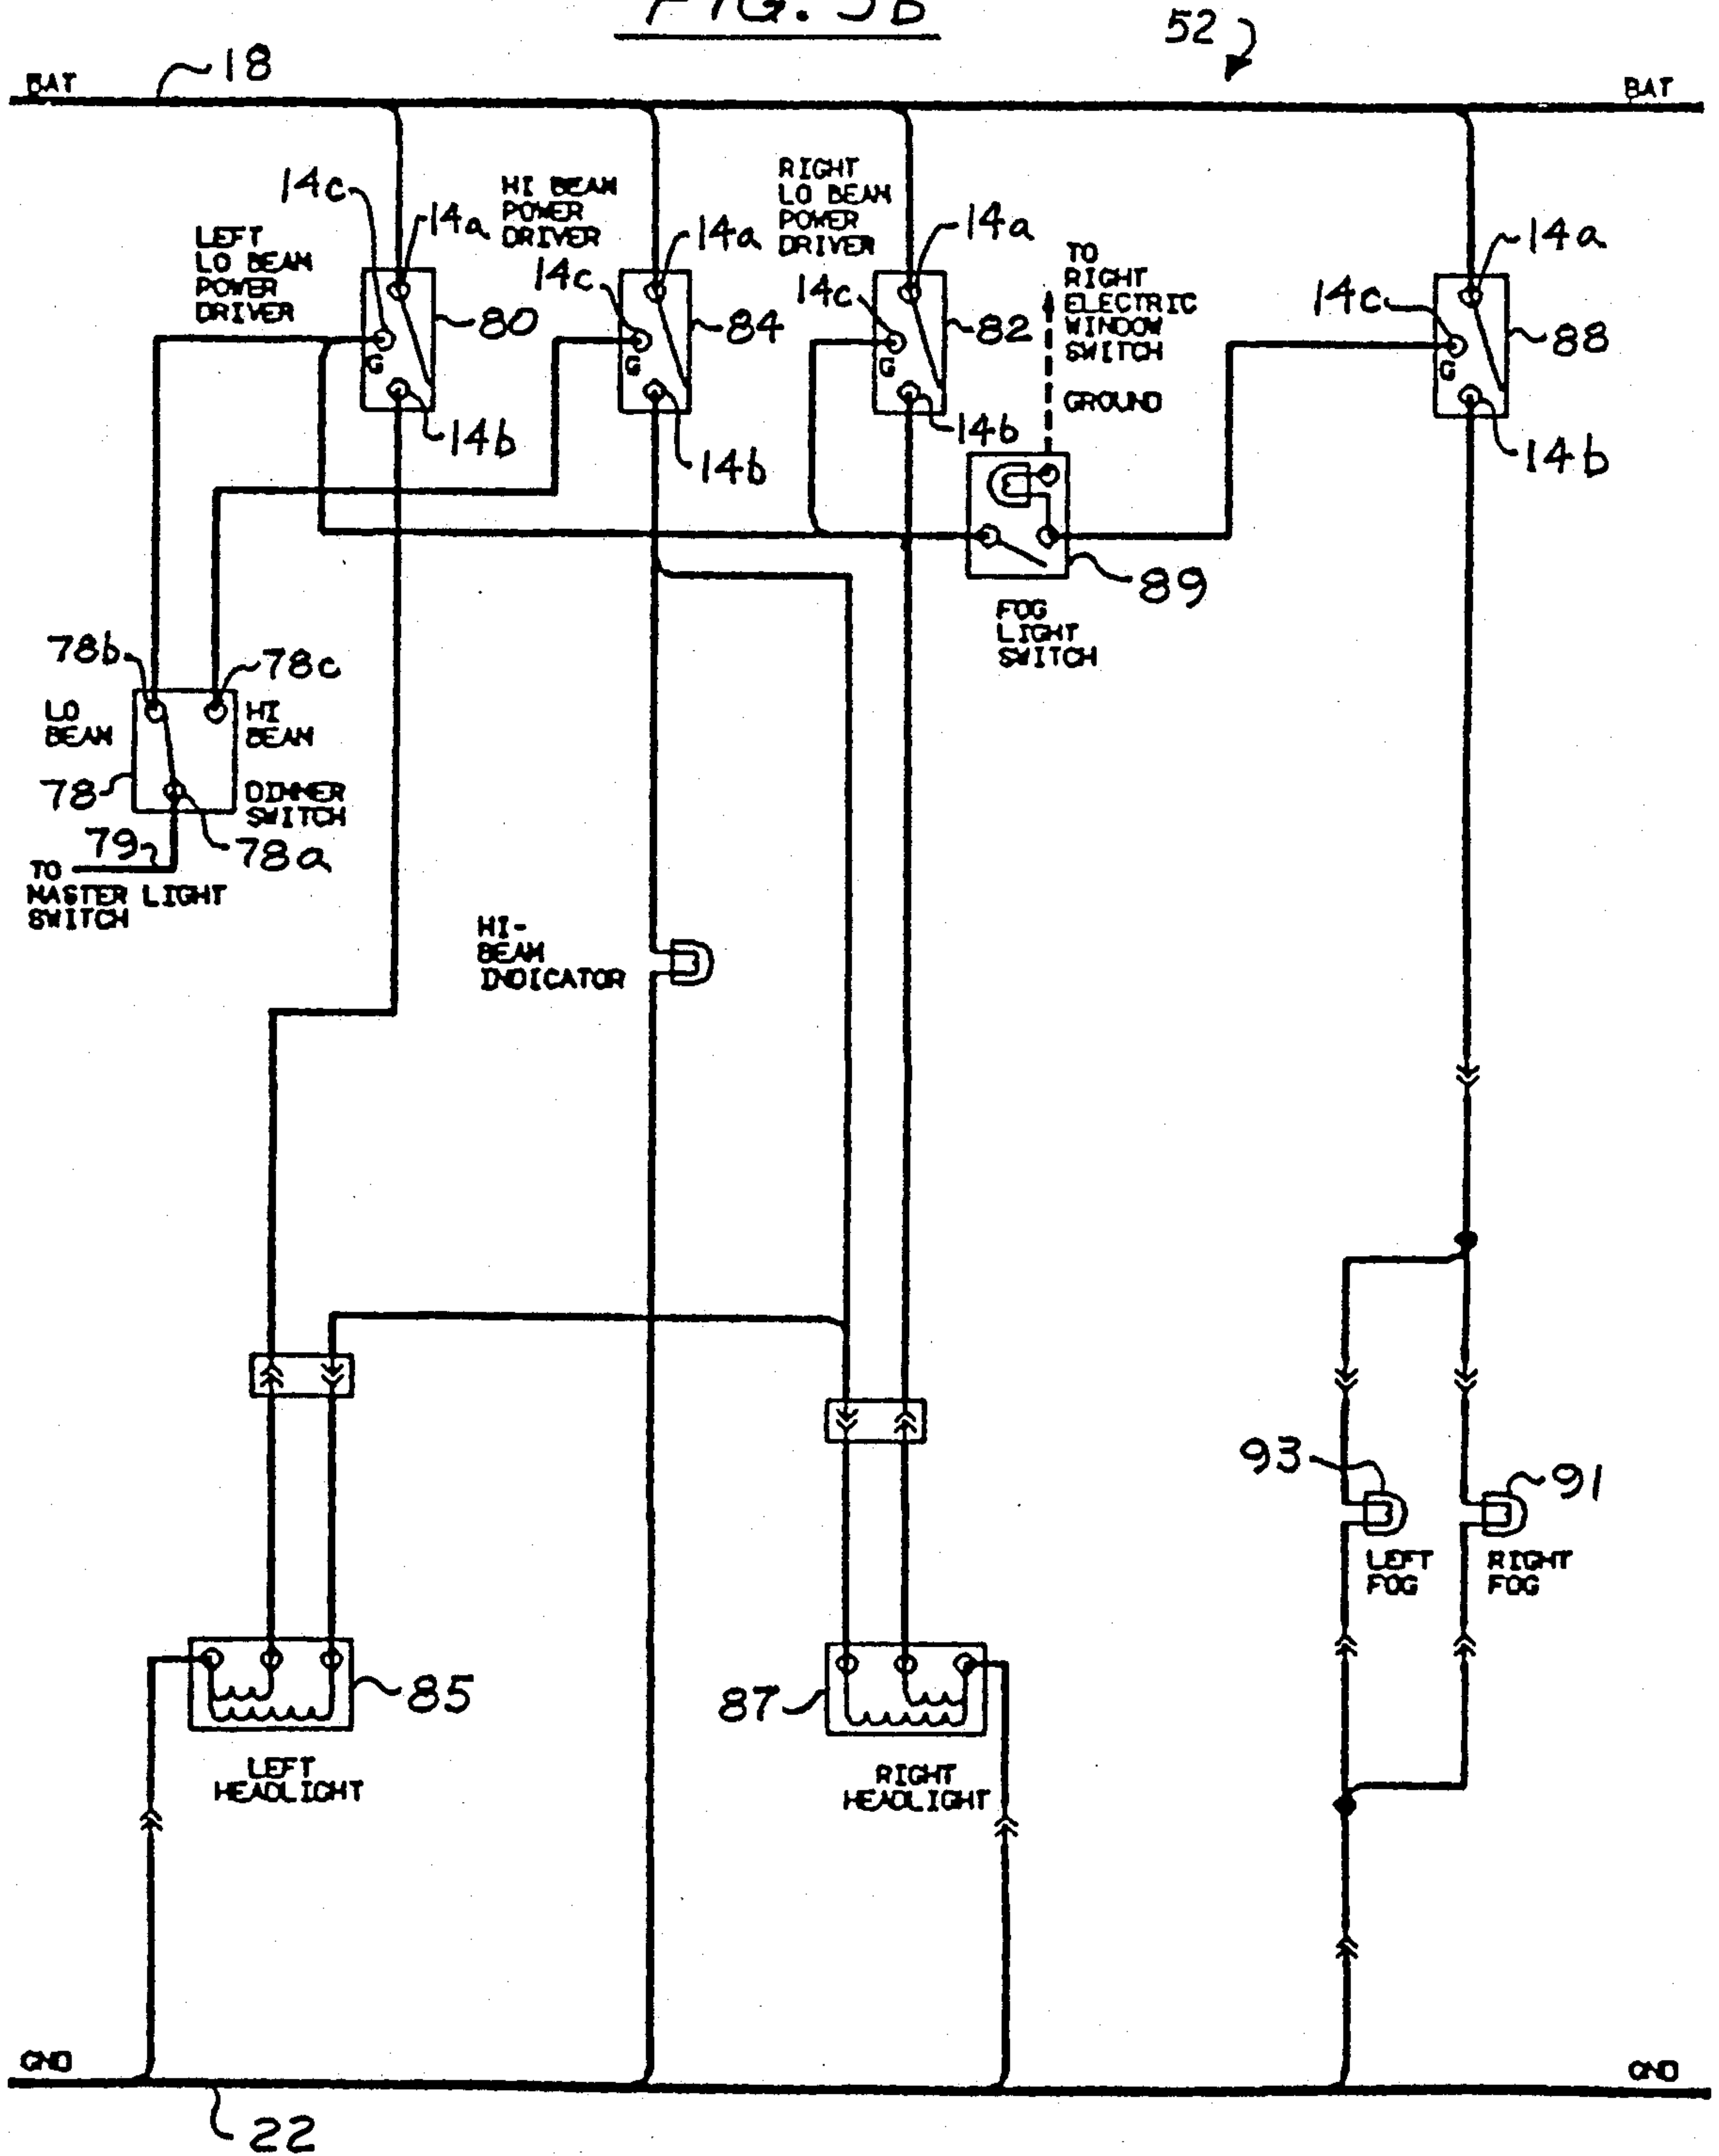 FIG. 5B
52
18
BAT
BAT
14c
14a
LEFT
LO BEAM
POWER
DRIVER
80
14b
HI BEAM
POWER
DRIVER
14a
14c
84
14b
RIGHT
LO BEAM
POWER
DRIVER
14a
14c
82
14b
TO
RIGHT
ELECTRIC
WINDOW
SWITCH
GROUND
14a
14c
88
14b
G
G
G
G
89
FOG
LIGHT
SWITCH
78b
78c
LO
BEAM
HI
BEAM
78
DIMMER
SWITCH
79
78a
TO
MASTER LIGHT
SWITCH
HI-
BEAM
INDICATOR
93
91
LEFT
FOG
RIGHT
FOG
85
87
LEFT
HEADLIGHT
RIGHT
HEADLIGHT
GND
GND
22